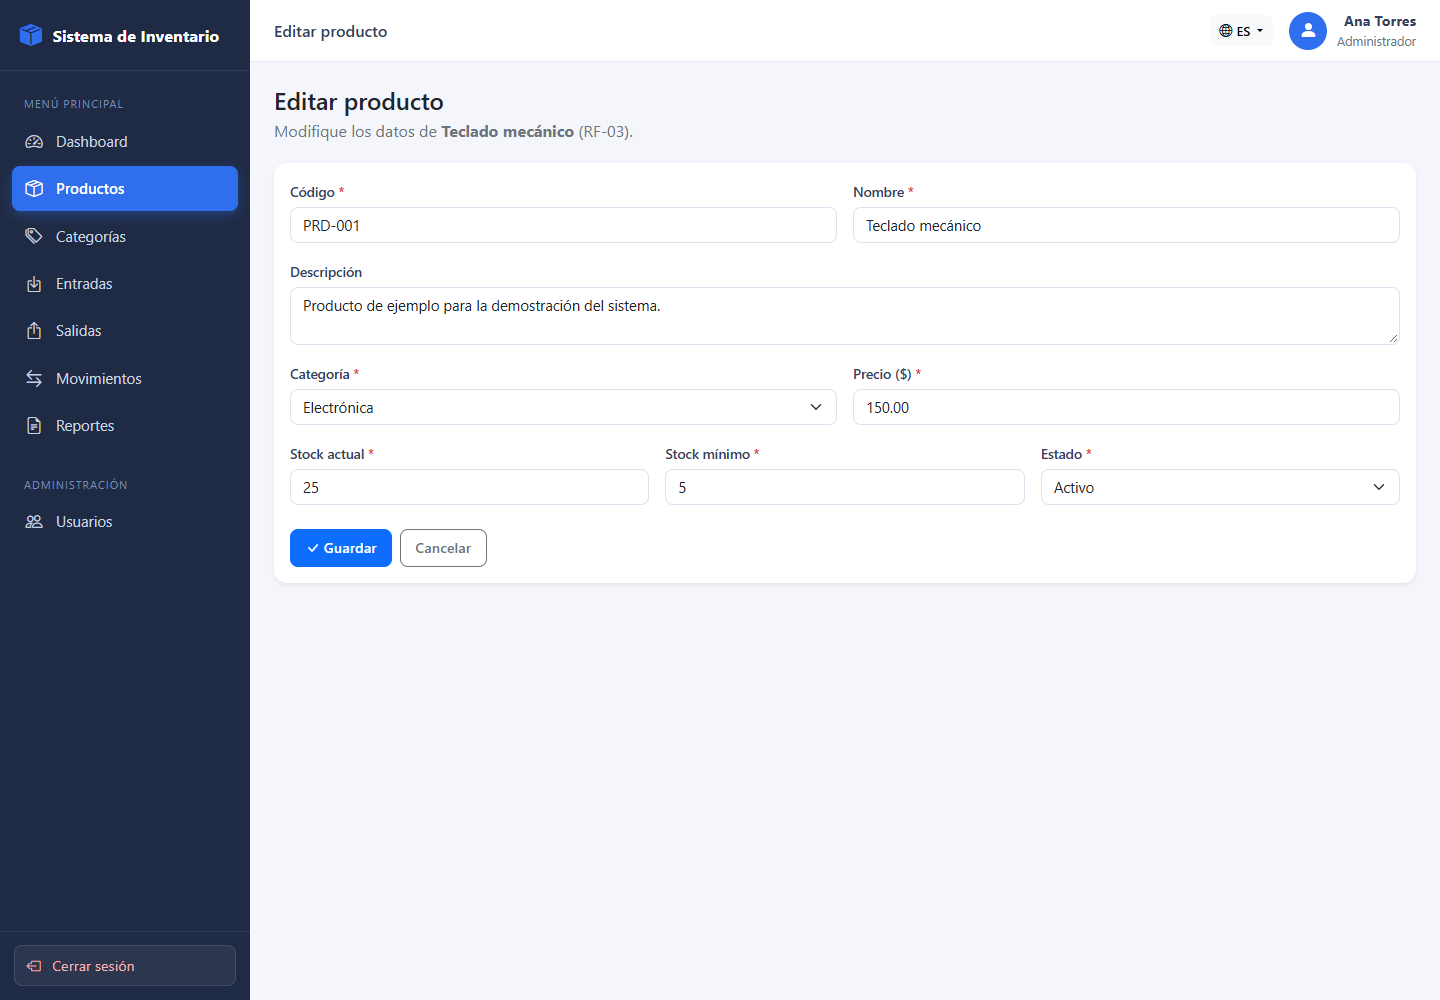 Sistema de Inventario
MENÚ PRINCIPAL
Dashboard
Productos
Categorías
Entradas
Salidas
Movimientos
Reportes
ADMINISTRACIÓN
Usuarios
Cerrar sesión
Editar producto
ES
Ana Torres
Administrador
Editar producto
Modifique los datos de Teclado mecánico (RF-03).
Código *
PRD-001
Nombre *
Teclado mecánico
Descripción
Producto de ejemplo para la demostración del sistema.
Categoría *
Electrónica
Precio ($) *
150.00
Stock actual *
25
Stock mínimo *
5
Estado *
Activo
Guardar
Cancelar